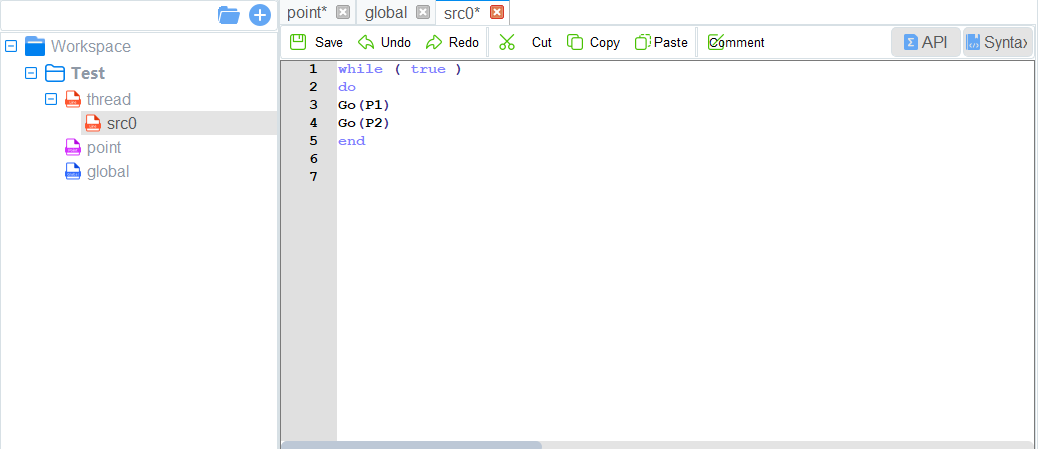 point* global src0*
Save Undo Redo Cut Copy Paste Comment API Syntax
Workspace
Test
thread
src0
point
global
1 while ( true )
2 do
3 Go(P1)
4 Go(P2)
5 end
6
7